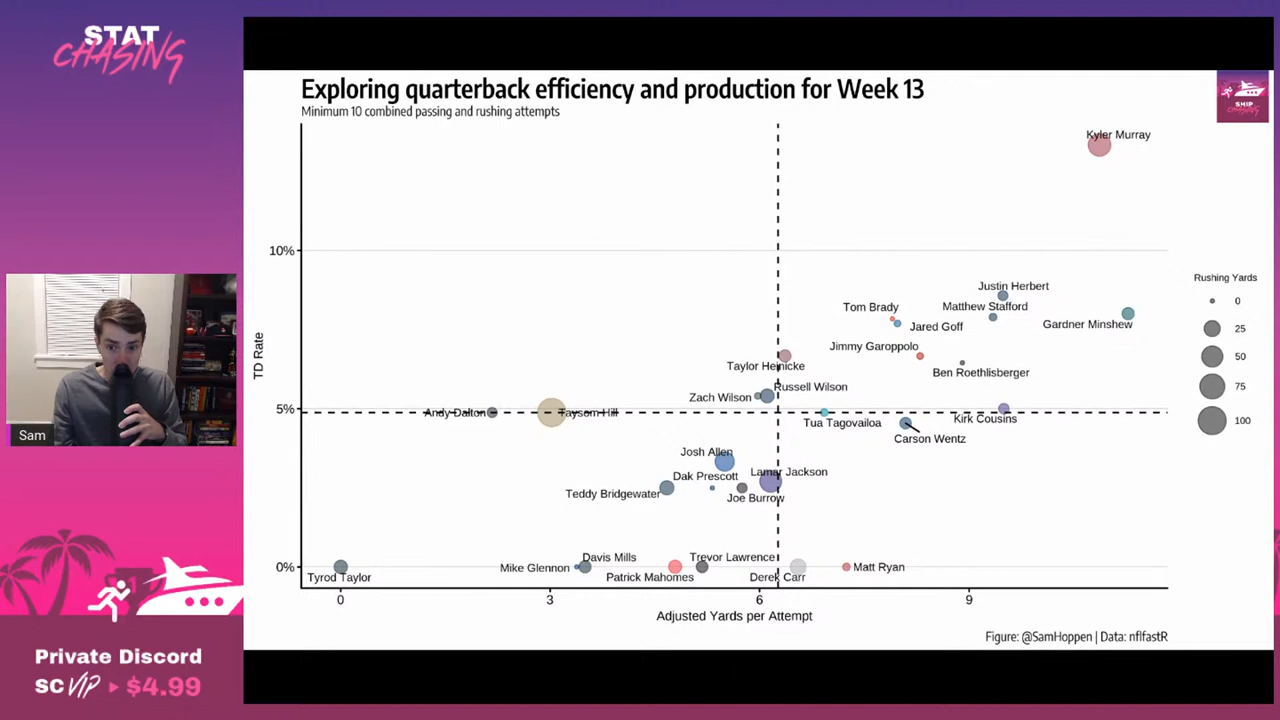 STAT
CHASING
Sam
Private Discord
SC VIP ▸ $4.99
Exploring quarterback efficiency and production for Week 13
Minimum 10 combined passing and rushing attempts
SHIP
CHASING
TD Rate
10%
5%
0%
Kyler Murray
Justin Herbert
Tom Brady
Matthew Stafford
Jared Goff
Gardner Minshew
Jimmy Garoppolo
Taylor Heinicke
Ben Roethlisberger
Russell Wilson
Zach Wilson
Andy Dalton
Taysom Hill
Tua Tagovailoa
Kirk Cousins
Carson Wentz
Josh Allen
Dak Prescott
Lamar Jackson
Teddy Bridgewater
Joe Burrow
Davis Mills
Trevor Lawrence
Mike Glennon
Matt Ryan
Tyrod Taylor
Patrick Mahomes
Derek Carr
0
3
6
9
Adjusted Yards per Attempt
Rushing Yards
0
25
50
75
100
Figure: @SamHoppen | Data: nflfastR